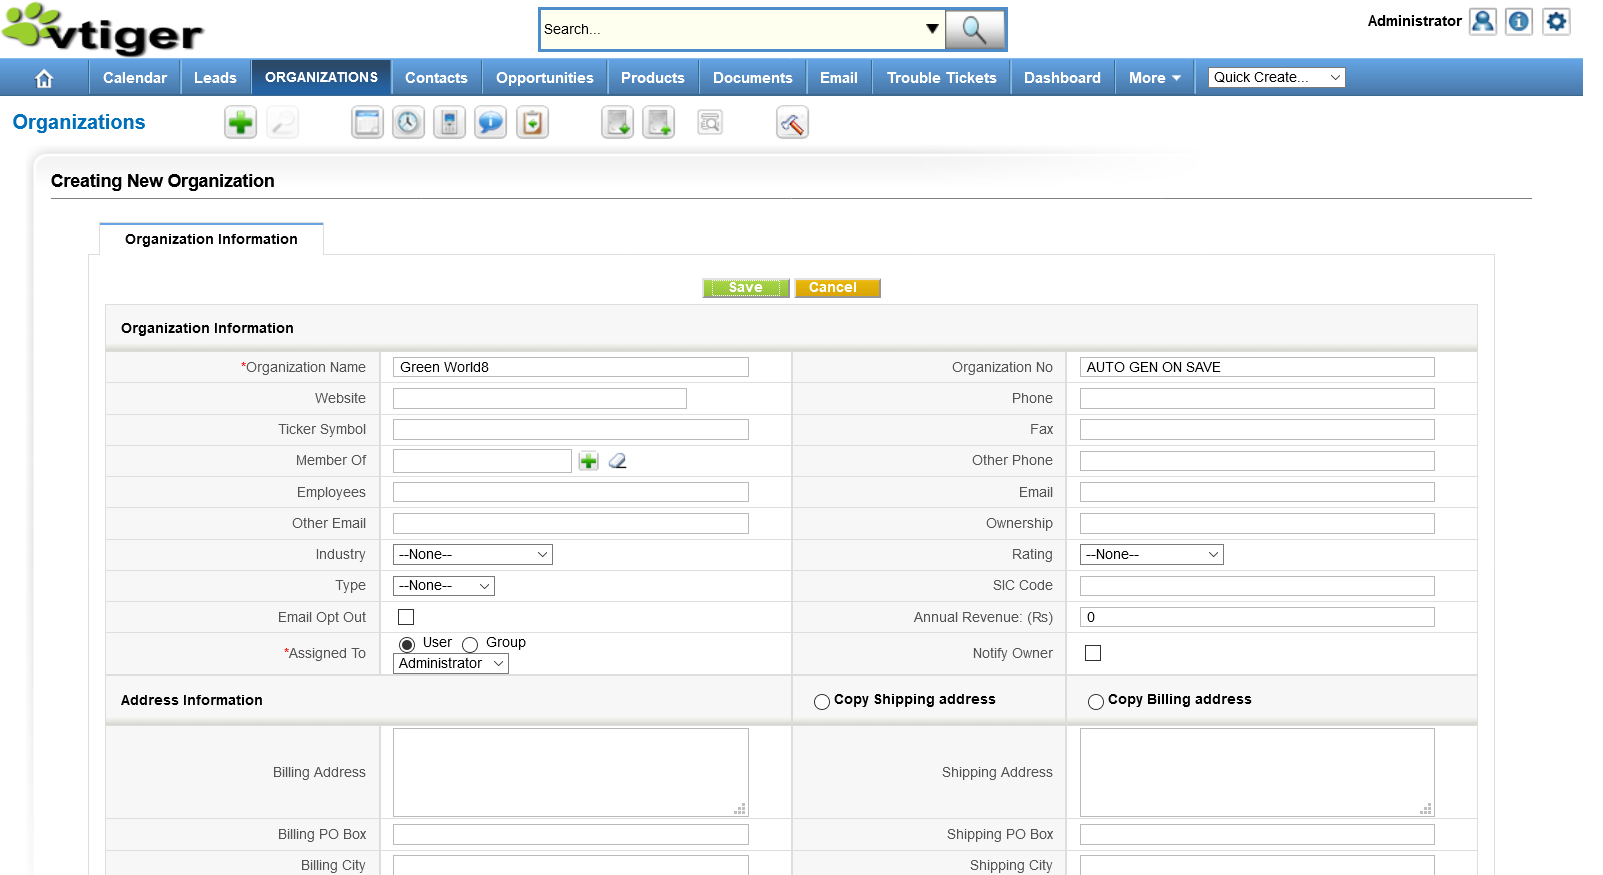 vtiger
Search...
Administrator
Calendar Leads ORGANIZATIONS Contacts Opportunities Products Documents Email Trouble Tickets Dashboard More Quick Create...
Organizations
Creating New Organization
Organization Information
Save Cancel
Organization Information
*Organization Name Green World8 Organization No AUTO GEN ON SAVE
Website Phone
Ticker Symbol Fax
Member Of Other Phone
Employees Email
Other Email Ownership
Industry --None-- Rating --None--
Type --None-- SIC Code
Email Opt Out Annual Revenue: (Rs) 0
*Assigned To User Group Administrator Notify Owner
Address Information Copy Shipping address Copy Billing address
Billing Address Shipping Address
Billing PO Box Shipping PO Box
Billing City Shipping City